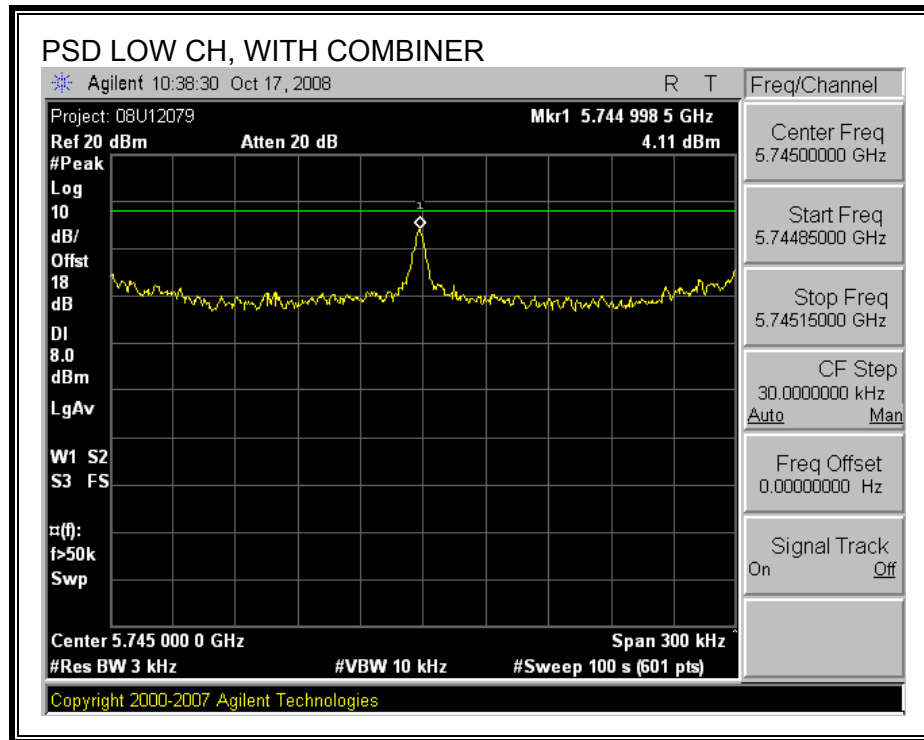 PSD LOW CH, WITH COMBINER
Agilent 10:38:30 Oct 17, 2008 R T
Project: 08U12079 Mkr1 5.744 998 5 GHz
Ref 20 dBm Atten 20 dB 4.11 dBm
#Peak
Log
10
dB/
Offst
18
dB
DI
8.0
dBm
LgAv
W1 S2
S3 FS
¤(f):
f>50k
Swp
1
Center 5.745 000 0 GHz Span 300 kHz ^
#Res BW 3 kHz #VBW 10 kHz #Sweep 100 s (601 pts)
Copyright 2000-2007 Agilent Technologies
Freq/Channel
Center Freq
5.74500000 GHz
Start Freq
5.74485000 GHz
Stop Freq
5.74515000 GHz
CF Step
30.0000000 kHz
Auto Man
Freq Offset
0.00000000 Hz
Signal Track
On Off